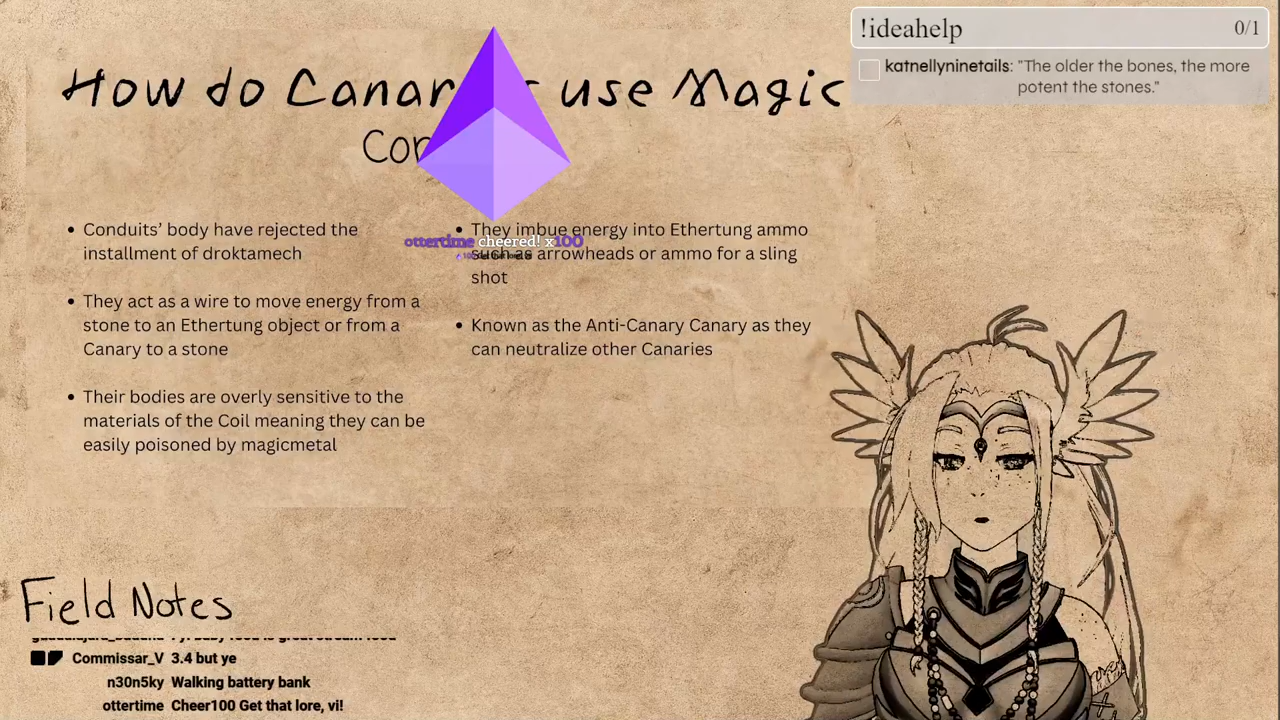 !ideahelp 0/1
katnellyninetails: "The older the bones, the more
potent the stones."
How do Canar s use Magic
Con
• Conduits' body have rejected the
installment of droktamech
• They act as a wire to move energy from a
stone to an Ethertung object or from a
Canary to a stone
• Their bodies are overly sensitive to the
materials of the Coil meaning they can be
easily poisoned by magicmetal
• They imbue energy into Ethertung ammo
such as arrowheads or ammo for a sling
shot
• Known as the Anti-Canary Canary as they
can neutralize other Canaries
ottertime cheered! x100
Field Notes
Commissar_V 3.4 but ye
n30n5ky Walking battery bank
ottertime Cheer100 Get that lore, vi!